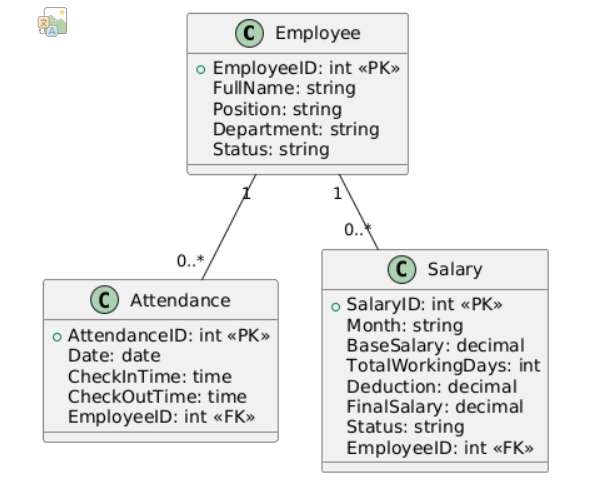 C Employee
EmployeeID: int «PK»
FullName: string
Position: string
Department: string
Status: string
1
1
0..*
0..*
C Attendance
AttendanceID: int «PK»
Date: date
CheckInTime: time
CheckOutTime: time
EmployeeID: int «FK»
C Salary
SalaryID: int «PK»
Month: string
BaseSalary: decimal
TotalWorkingDays: int
Deduction: decimal
FinalSalary: decimal
Status: string
EmployeeID: int «FK»